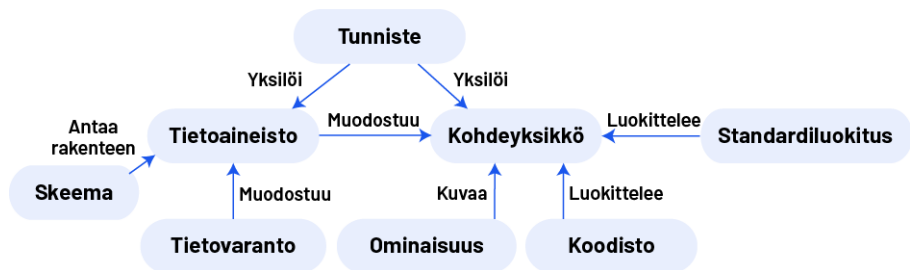 Tunniste
Yksilöi
Yksilöi
Antaa
rakenteen
Tietoaineisto
Muodostuu
Kohdeyksikkö
Luokittelee
Standardiluokitus
Skeema
Muodostuu
Kuvaa
Luokittelee
Tietovaranto
Ominaisuus
Koodisto